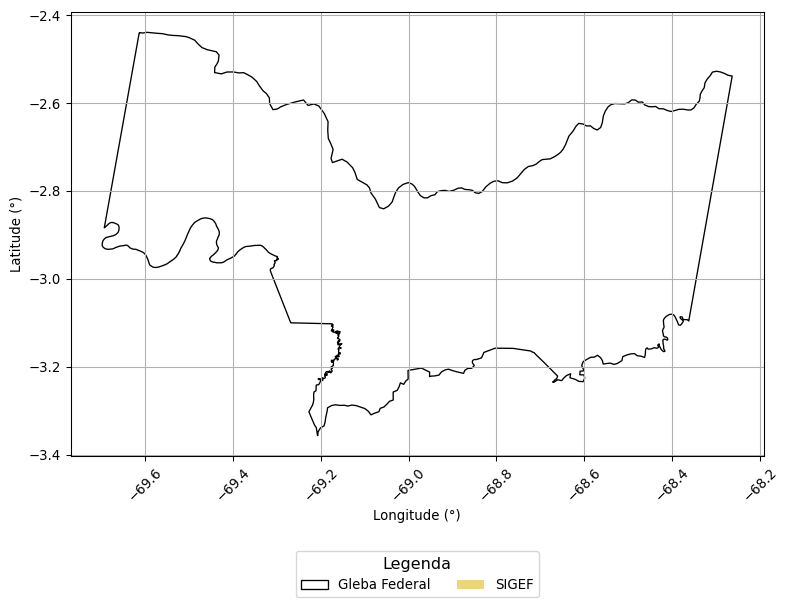 −2.4
−2.6
−2.8
−3.0
−3.2
−3.4
Latitude (°)
−69.6
−69.4
−69.2
−69.0
−68.8
−68.6
−68.4
−68.2
Longitude (°)
Legenda
Gleba Federal
SIGEF